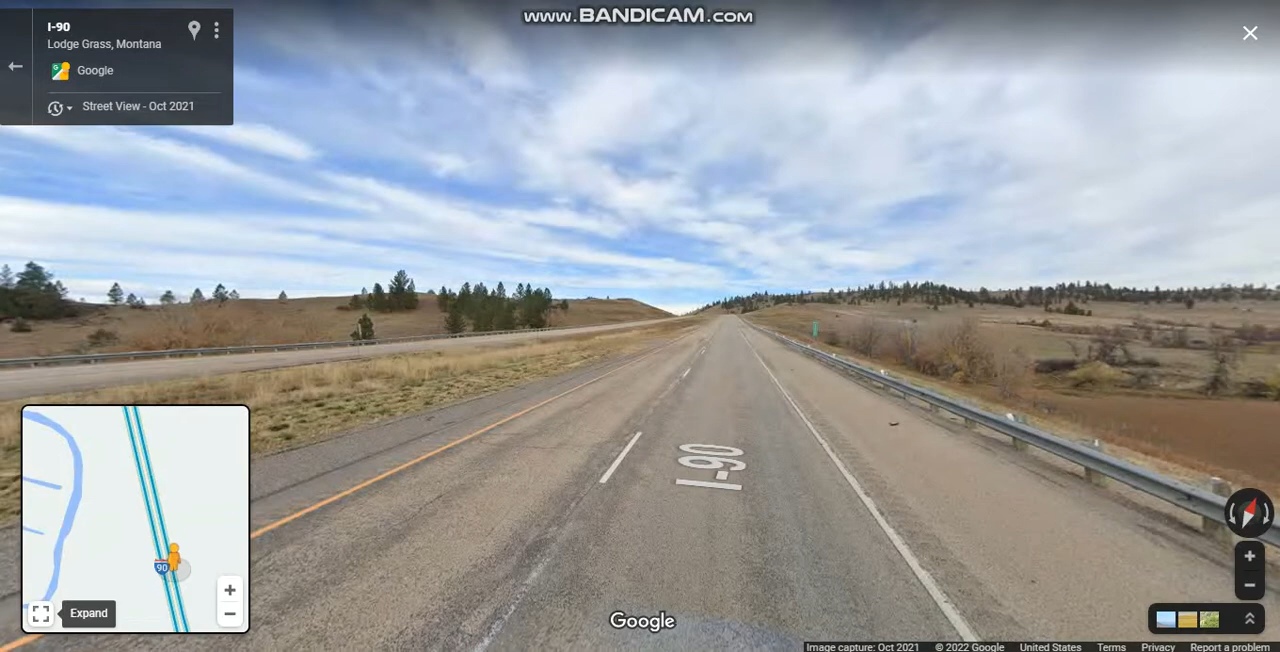 www.BANDICAM.com
I-90
Lodge Grass, Montana
Google
Street View - Oct 2021
I-90
90
Expand
Google
Image capture: Oct 2021 © 2022 Google United States Terms Privacy Report a problem